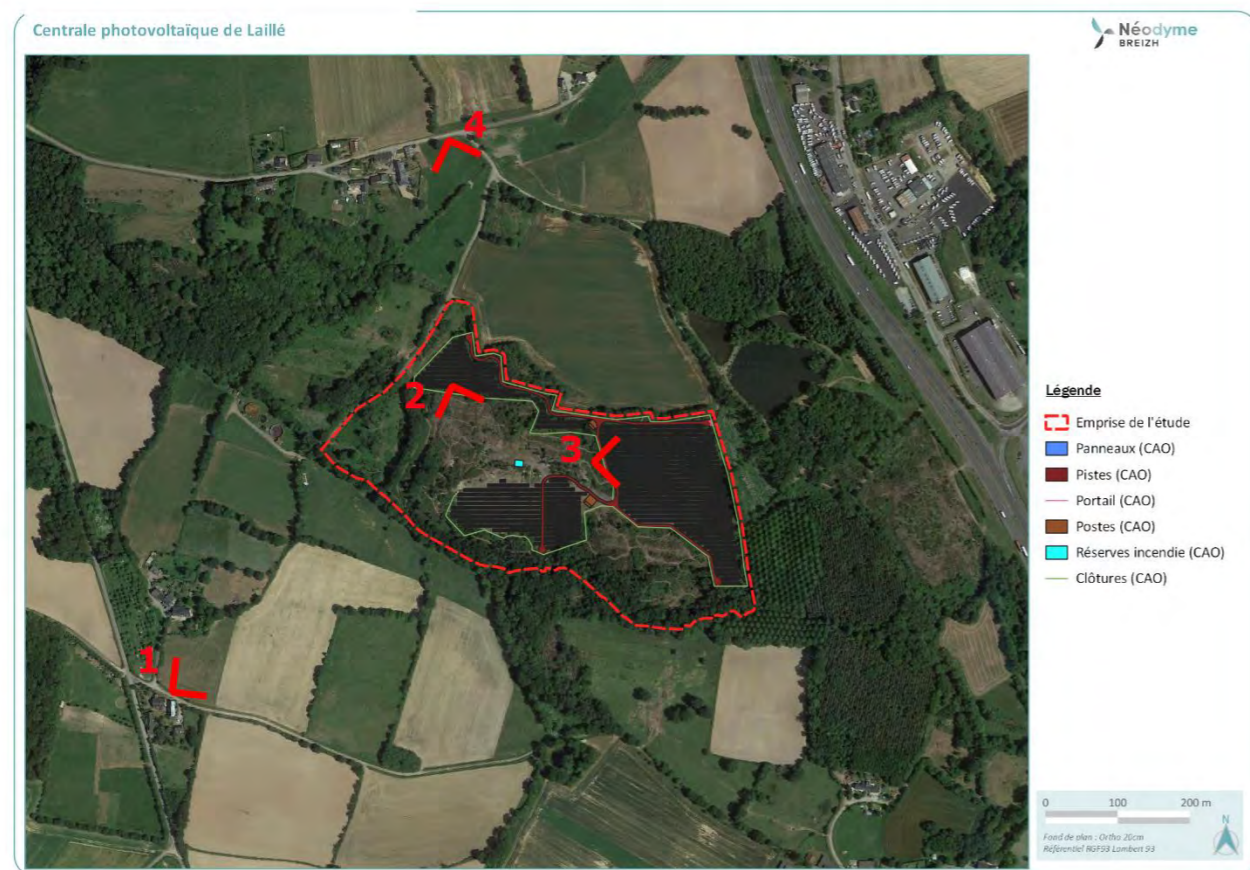 Centrale photovoltaïque de Laillé
Néodyme
BREIZH
4
2
3
1
Légende
Emprise de l'étude
Panneaux (CAO)
Pistes (CAO)
Portail (CAO)
Postes (CAO)
Réserves incendie (CAO)
Clôtures (CAO)
0 100 200 m
N
Fond de plan : Ortho 20cm
Référentiel RGF93 Lambert 93